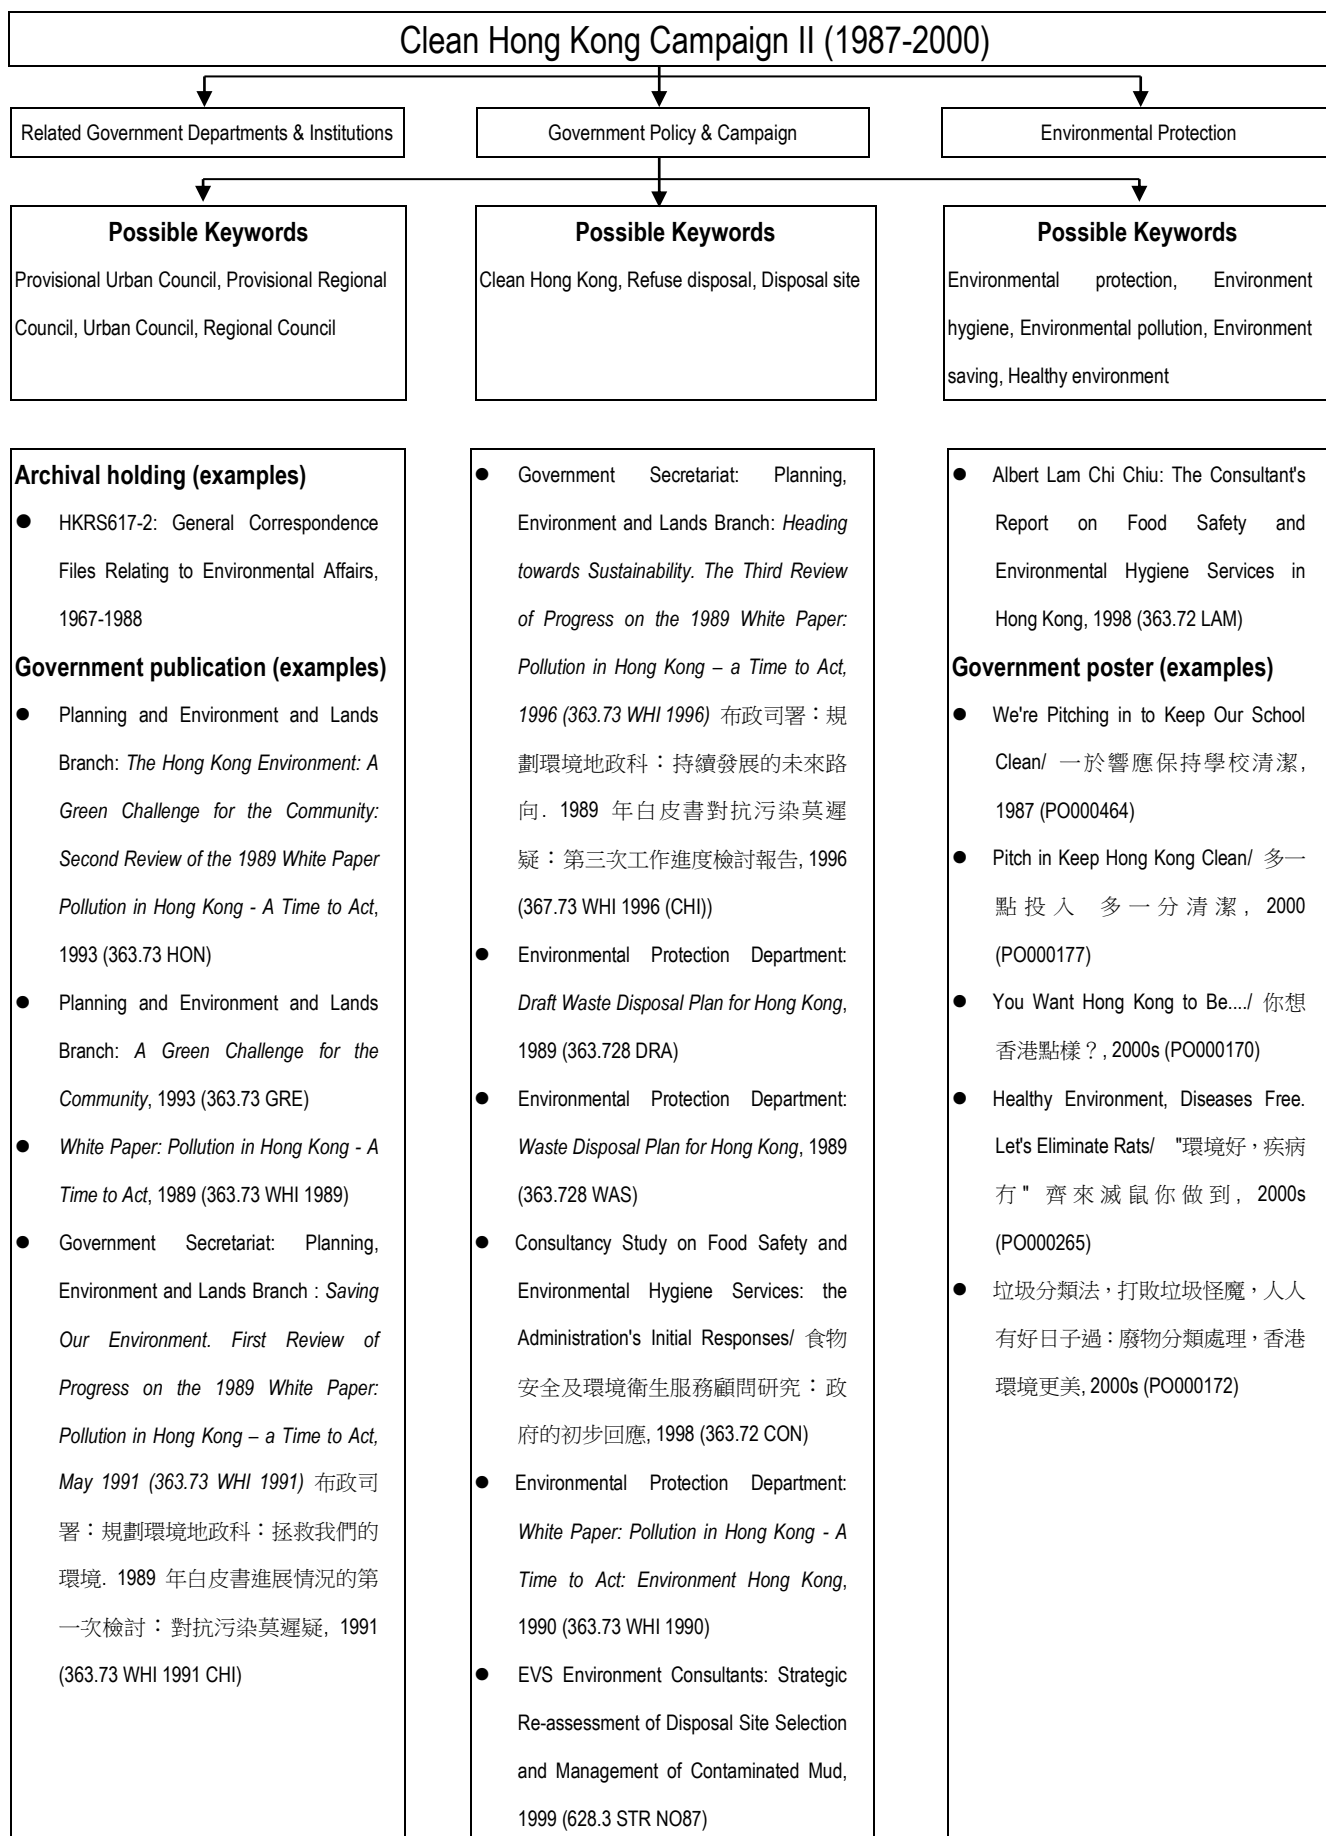 Clean Hong Kong Campaign II (1987-2000)
Related Government Departments & Institutions
Government Policy & Campaign
Environmental Protection
Possible Keywords
Provisional Urban Council, Provisional Regional
Council, Urban Council, Regional Council
Possible Keywords
Clean Hong Kong, Refuse disposal, Disposal site
Possible Keywords
Environmental protection, Environment
hygiene, Environmental pollution, Environment
saving, Healthy environment
Archival holding (examples)
● HKRS617-2: General Correspondence
Files Relating to Environmental Affairs,
1967-1988
Government publication (examples)
● Planning and Environment and Lands
Branch: The Hong Kong Environment: A
Green Challenge for the Community:
Second Review of the 1989 White Paper
Pollution in Hong Kong - A Time to Act,
1993 (363.73 HON)
● Planning and Environment and Lands
Branch: A Green Challenge for the
Community, 1993 (363.73 GRE)
● White Paper: Pollution in Hong Kong - A
Time to Act, 1989 (363.73 WHI 1989)
● Government Secretariat: Planning,
Environment and Lands Branch : Saving
Our Environment. First Review of
Progress on the 1989 White Paper:
Pollution in Hong Kong – a Time to Act,
May 1991 (363.73 WHI 1991) 布政司
署：規劃環境地政科：拯救我們的
環境. 1989 年白皮書進展情況的第
一次檢討：對抗污染莫遲疑, 1991
(363.73 WHI 1991 CHI)
● Government Secretariat: Planning,
Environment and Lands Branch: Heading
towards Sustainability. The Third Review
of Progress on the 1989 White Paper:
Pollution in Hong Kong – a Time to Act,
1996 (363.73 WHI 1996) 布政司署：規
劃環境地政科：持續發展的未來路
向. 1989 年白皮書對抗污染莫遲
疑：第三次工作進度檢討報告, 1996
(367.73 WHI 1996 (CHI))
● Environmental Protection Department:
Draft Waste Disposal Plan for Hong Kong,
1989 (363.728 DRA)
● Environmental Protection Department:
Waste Disposal Plan for Hong Kong, 1989
(363.728 WAS)
● Consultancy Study on Food Safety and
Environmental Hygiene Services: the
Administration's Initial Responses/ 食物
安全及環境衛生服務顧問研究：政
府的初步回應, 1998 (363.72 CON)
● Environmental Protection Department:
White Paper: Pollution in Hong Kong - A
Time to Act: Environment Hong Kong,
1990 (363.73 WHI 1990)
● EVS Environment Consultants: Strategic
Re-assessment of Disposal Site Selection
and Management of Contaminated Mud,
1999 (628.3 STR NO87)
● Albert Lam Chi Chiu: The Consultant's
Report on Food Safety and
Environmental Hygiene Services in
Hong Kong, 1998 (363.72 LAM)
Government poster (examples)
● We're Pitching in to Keep Our School
Clean/ 一於響應保持學校清潔,
1987 (PO000464)
● Pitch in Keep Hong Kong Clean/ 多一
點投入 多一分清潔, 2000
(PO000177)
● You Want Hong Kong to Be..../ 你想
香港點樣？, 2000s (PO000170)
● Healthy Environment, Diseases Free.
Let's Eliminate Rats/ "環境好，疾病
冇" 齊來滅鼠你做到, 2000s
(PO000265)
● 垃圾分類法，打敗垃圾怪魔，人人
有好日子過：廢物分類處理，香港
環境更美, 2000s (PO000172)